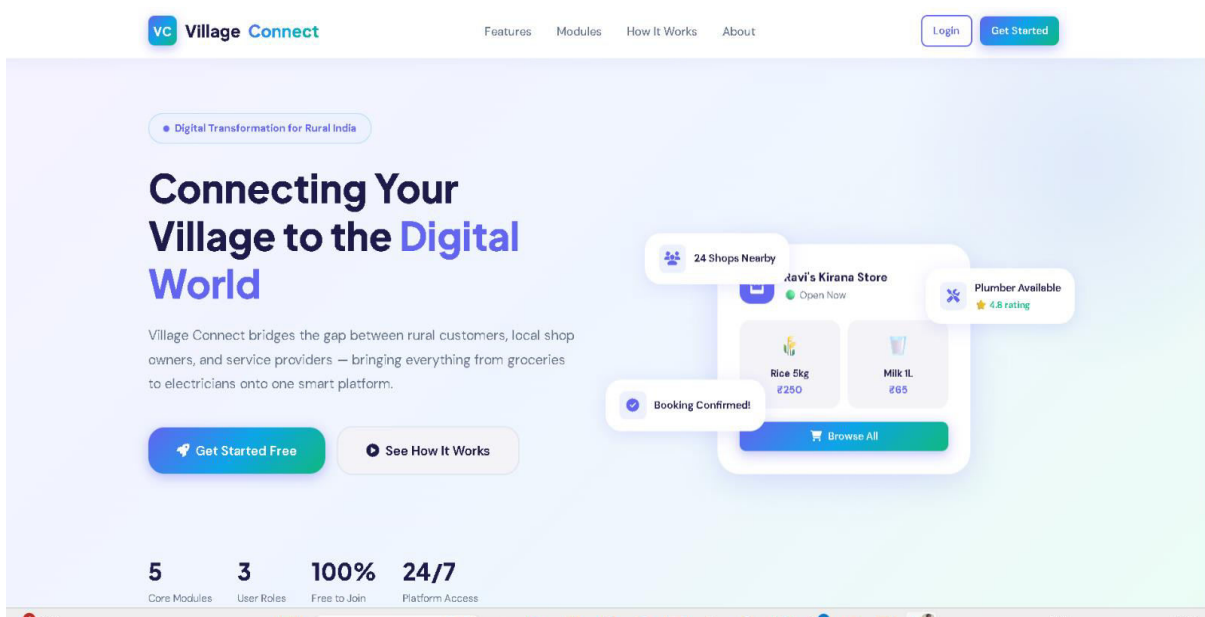 VC Village Connect
Features Modules How It Works About
Login Get Started
Digital Transformation for Rural India
Connecting Your
Village to the Digital
World
Village Connect bridges the gap between rural customers, local shop
owners, and service providers — bringing everything from groceries
to electricians onto one smart platform.
Get Started Free
See How It Works
24 Shops Nearby
Ravi's Kirana Store
Open Now
Plumber Available
4.8 rating
Rice 5kg
₹250
Milk 1L
₹65
Booking Confirmed!
Browse All
5 3 100% 24/7
Core Modules User Roles Free to Join Platform Access